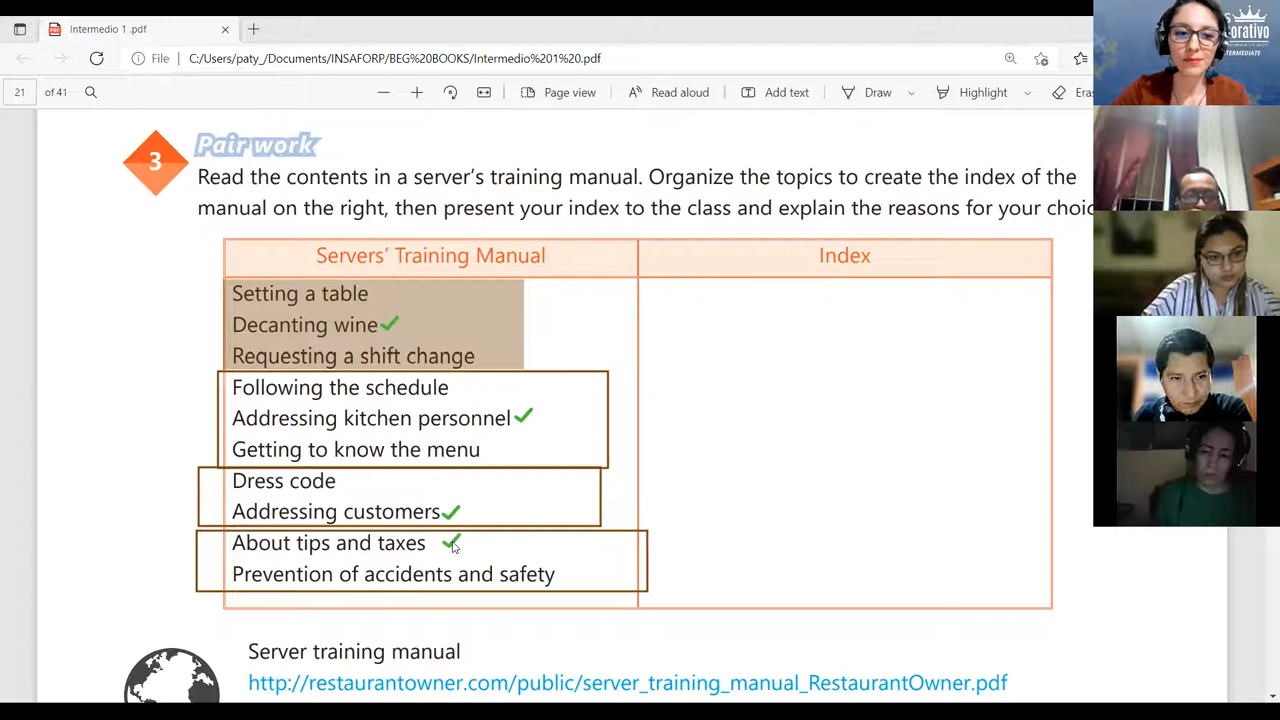 Intermedio 1 .pdf
File
C:/Users/paty_/Documents/INSAFORP/BEG%20BOOKS/Intermedio%201%20.pdf
21 of 41
Page view
Read aloud
Add text
Draw
Highlight
Eras
S
orativo
TERMEDIATE
3
Pair work
Read the contents in a server's training manual. Organize the topics to create the index of the
manual on the right, then present your index to the class and explain the reasons for your choi
Servers' Training Manual
Index
Setting a table
Decanting wine
Requesting a shift change
Following the schedule
Addressing kitchen personnel
Getting to know the menu
Dress code
Addressing customers
About tips and taxes
Prevention of accidents and safety
Server training manual
http://restaurantowner.com/public/server_training_manual_RestaurantOwner.pdf